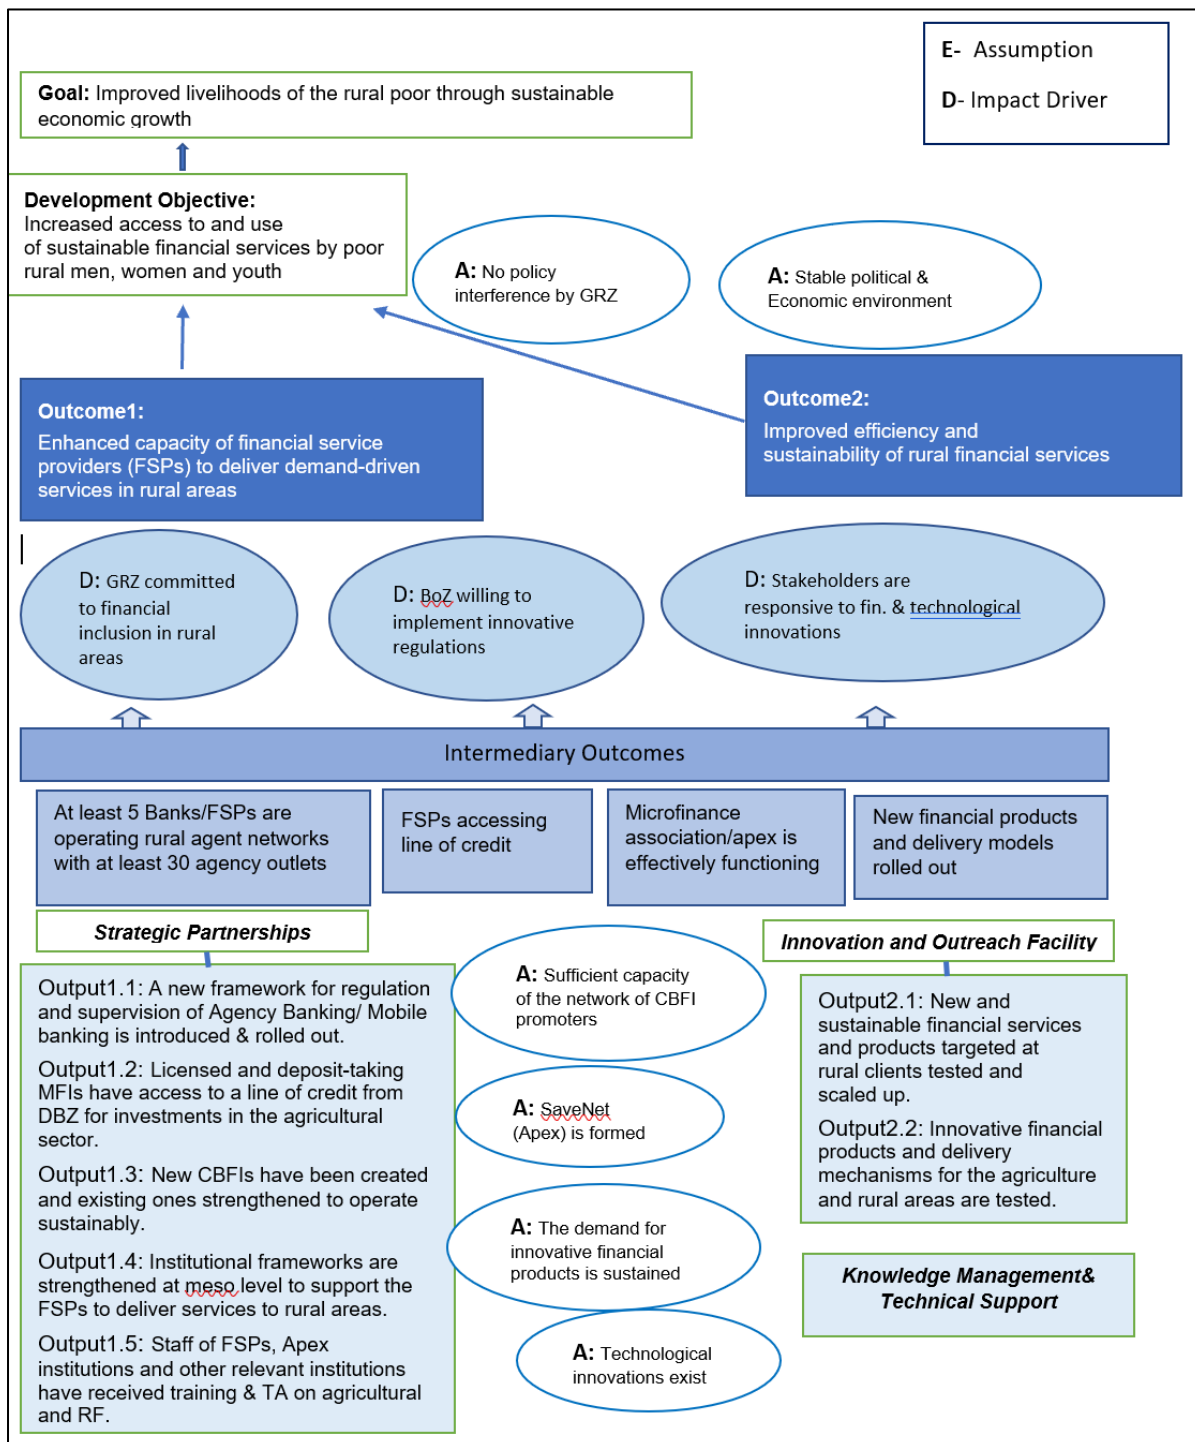 E- Assumption
D- Impact Driver
Goal: Improved livelihoods of the rural poor through sustainable
economic growth
Development Objective:
Increased access to and use
of sustainable financial services by poor
rural men, women and youth
A: No policy
interference by GRZ
A: Stable political &
Economic environment
Outcome1:
Enhanced capacity of financial service
providers (FSPs) to deliver demand-driven
services in rural areas
Outcome2:
Improved efficiency and
sustainability of rural financial services
D: GRZ committed
to financial
inclusion in rural
areas
D: BoZ willing to
implement innovative
regulations
D: Stakeholders are
responsive to fin. & technological
innovations
Intermediary Outcomes
At least 5 Banks/FSPs are
operating rural agent networks
with at least 30 agency outlets
FSPs accessing
line of credit
Microfinance
association/apex is
effectively functioning
New financial products
and delivery models
rolled out
Strategic Partnerships
Output1.1: A new framework for regulation
and supervision of Agency Banking/ Mobile
banking is introduced & rolled out.
Output1.2: Licensed and deposit-taking
MFIs have access to a line of credit from
DBZ for investments in the agricultural
sector.
Output1.3: New CBFIs have been created
and existing ones strengthened to operate
sustainably.
Output1.4: Institutional frameworks are
strengthened at meso level to support the
FSPs to deliver services to rural areas.
Output1.5: Staff of FSPs, Apex
institutions and other relevant institutions
have received training & TA on agricultural
and RF.
A: Sufficient capacity
of the network of CBFI
promoters
A: SaveNet
(Apex) is formed
A: The demand for
innovative financial
products is sustained
A: Technological
innovations exist
Innovation and Outreach Facility
Output2.1: New and
sustainable financial services
and products targeted at
rural clients tested and
scaled up.
Output2.2: Innovative financial
products and delivery
mechanisms for the agriculture
and rural areas are tested.
Knowledge Management&
Technical Support